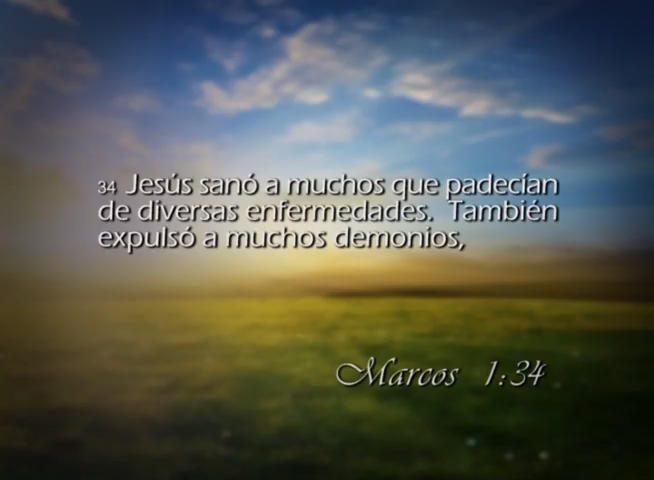 34 Jesús sanó a muchos que padecían
de diversas enfermedades. También
expulsó a muchos demonios,
Marcos 1:34